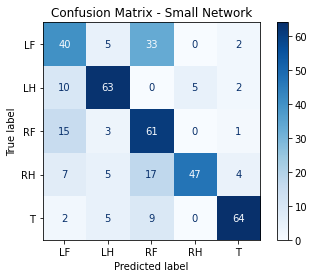 Confusion Matrix - Small Network
LF 40 5 33 0 2
LH 10 63 0 5 2
RF 15 3 61 0 1
RH 7 5 17 47 4
T 2 5 9 0 64
LF LH RF RH T
True label
Predicted label
60
50
40
30
20
10
0